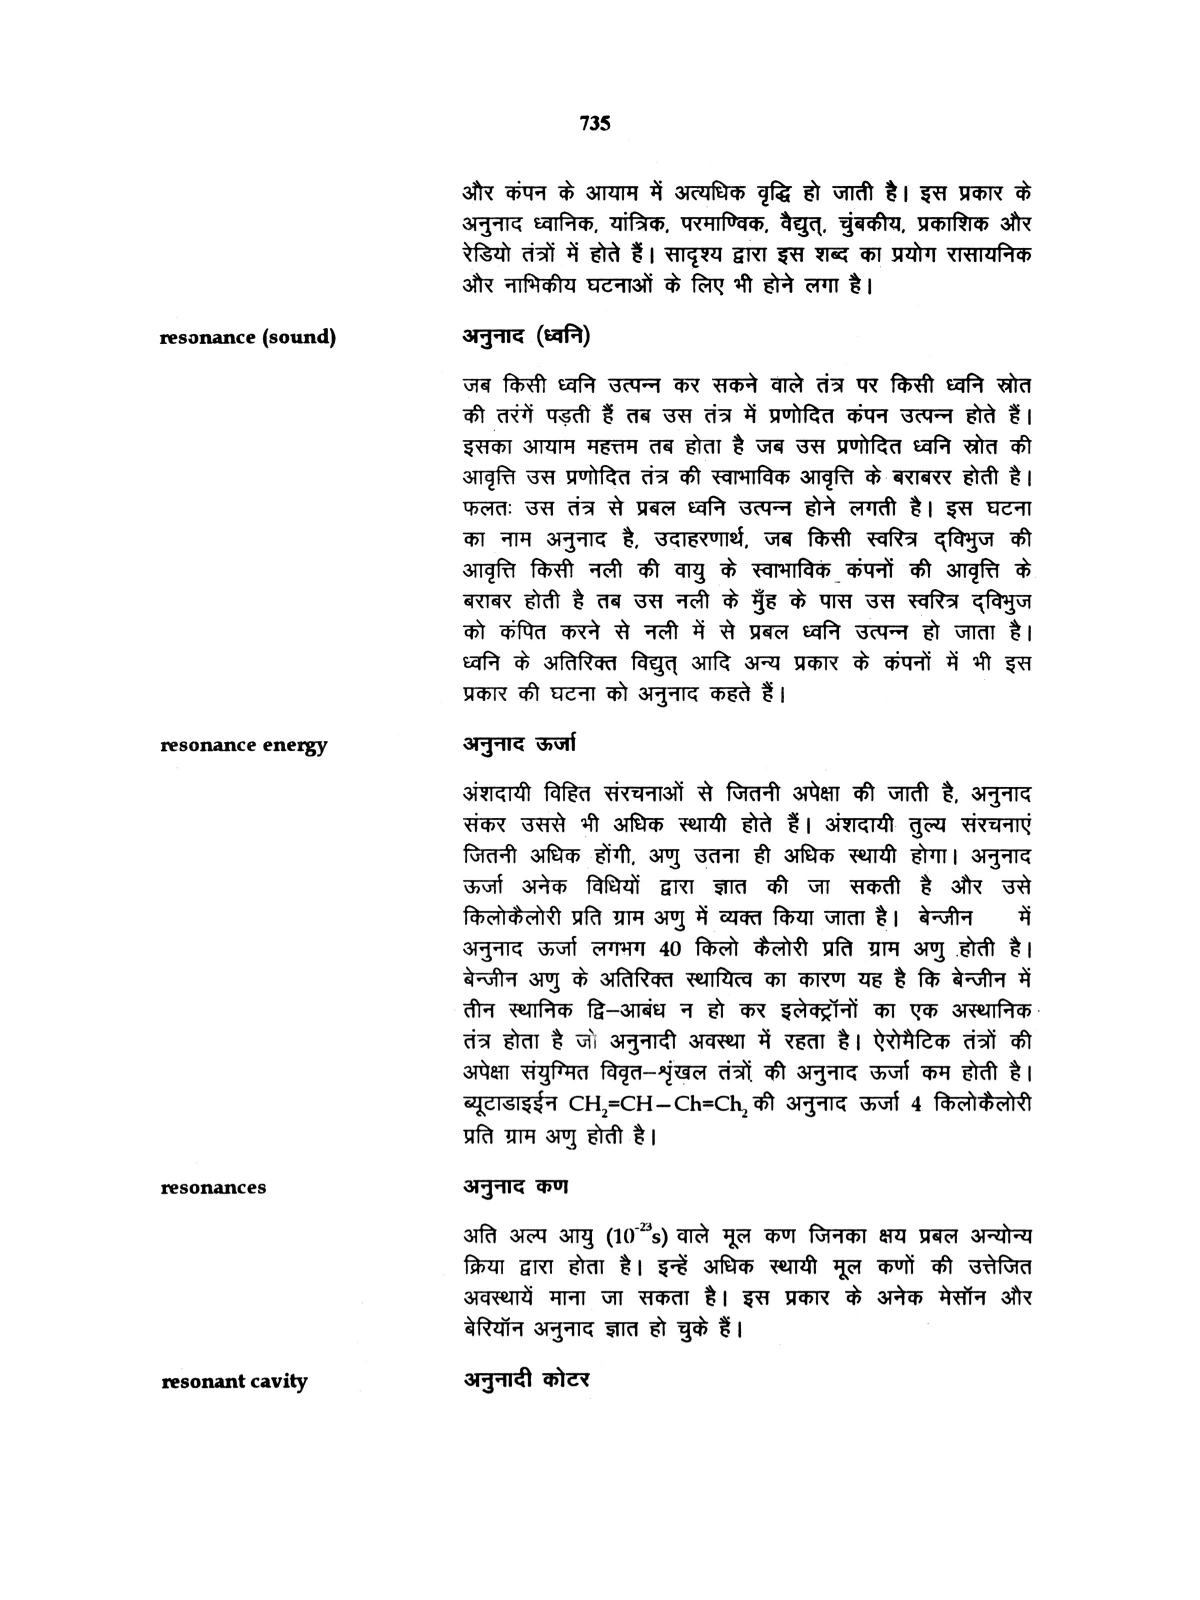 735
और कंपन के आयाम में अत्यधिक वृद्धि हो जाती है। इस प्रकार के
अनुनाद ध्वानिक, यांत्रिक, परमाण्विक, वैद्युत्, चुंबकीय, प्रकाशिक और
रेडियो तंत्रों में होते हैं। सादृश्य द्वारा इस शब्द का प्रयोग रासायनिक
और नाभिकीय घटनाओं के लिए भी होने लगा है।
resonance (sound) अनुनाद (ध्वनि)
जब किसी ध्वनि उत्पन्न कर सकने वाले तंत्र पर किसी ध्वनि स्रोत
की तरंगें पड़ती हैं तब उस तंत्र में प्रणोदित कंपन उत्पन्न होते हैं।
इसका आयाम महत्तम तब होता है जब उस प्रणोदित ध्वनि स्रोत की
आवृत्ति उस प्रणोदित तंत्र की स्वाभाविक आवृत्ति के बराबरर होती है।
फलतः उस तंत्र से प्रबल ध्वनि उत्पन्न होने लगती है। इस घटना
का नाम अनुनाद है, उदाहरणार्थ, जब किसी स्वरित्र द्विभुज की
आवृत्ति किसी नली की वायु के स्वाभाविक कंपनों की आवृत्ति के
बराबर होती है तब उस नली के मुँह के पास उस स्वरित्र द्विभुज
को कंपित करने से नली में से प्रबल ध्वनि उत्पन्न हो जाता है।
ध्वनि के अतिरिक्त विद्युत् आदि अन्य प्रकार के कंपनों में भी इस
प्रकार की घटना को अनुनाद कहते हैं।
resonance energy अनुनाद ऊर्जा
अंशदायी विहित संरचनाओं से जितनी अपेक्षा की जाती है, अनुनाद
संकर उससे भी अधिक स्थायी होते हैं। अंशदायी तुल्य संरचनाएं
जितनी अधिक होंगी, अणु उतना ही अधिक स्थायी होगा। अनुनाद
ऊर्जा अनेक विधियों द्वारा ज्ञात की जा सकती है और उसे
किलोकैलोरी प्रति ग्राम अणु में व्यक्त किया जाता है। बेन्जीन में
अनुनाद ऊर्जा लगभग 40 किलो कैलोरी प्रति ग्राम अणु होती है।
बेन्जीन अणु के अतिरिक्त स्थायित्व का कारण यह है कि बेन्जीन में
तीन स्थानिक द्वि–आबंध न हो कर इलेक्ट्रॉनों का एक अस्थानिक
तंत्र होता है जो अनुनादी अवस्था में रहता है। ऐरोमैटिक तंत्रों की
अपेक्षा संयुग्मित विवृत–शृंखल तंत्रों की अनुनाद ऊर्जा कम होती है।
ब्यूटाडाइईन CH₂=CH–Ch=Ch₂ की अनुनाद ऊर्जा 4 किलोकैलोरी
प्रति ग्राम अणु होती है।
resonances अनुनाद कण
अति अल्प आयु (10⁻²³s) वाले मूल कण जिनका क्षय प्रबल अन्योन्य
क्रिया द्वारा होता है। इन्हें अधिक स्थायी मूल कणों की उत्तेजित
अवस्थायें माना जा सकता है। इस प्रकार के अनेक मेसॉन और
बेरियॉन अनुनाद ज्ञात हो चुके हैं।
resonant cavity अनुनादी कोटर